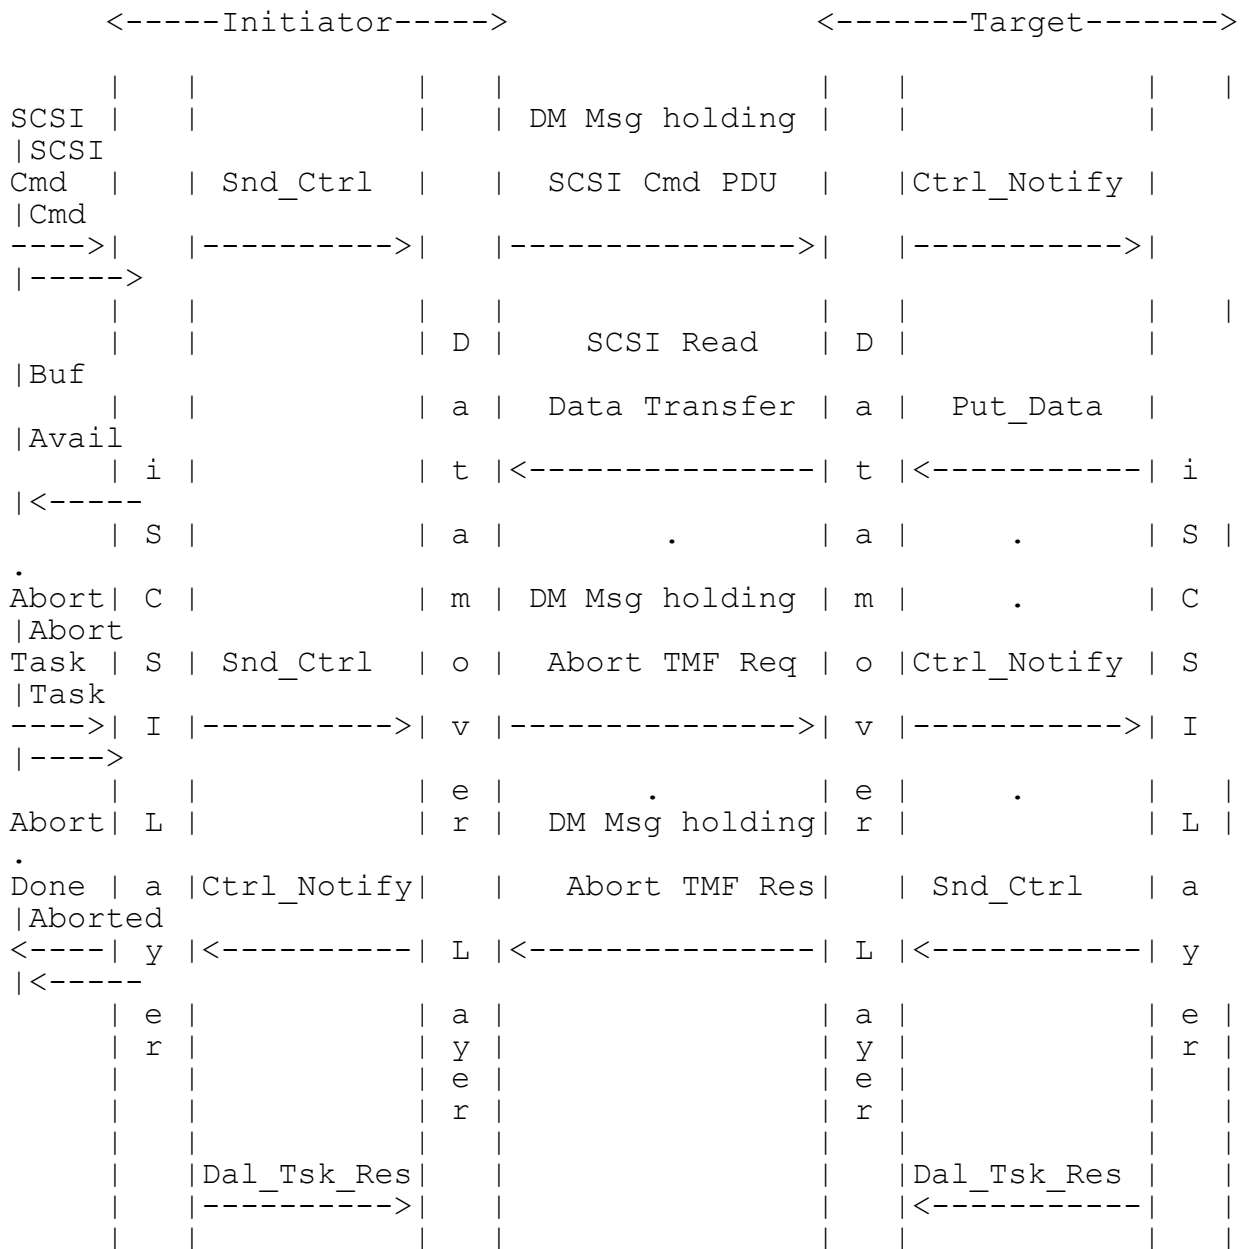 <-----Initiator----->                   <-------Target------->

     |   |             |   |                |   |            |   |
SCSI |   |             |   | DM Msg holding |   |            |
|SCSI
Cmd  |   | Snd_Ctrl    |   |  SCSI Cmd PDU  |   |Ctrl_Notify |
|Cmd
---->|   |---------->|   |--------------->|   |----------->|
|----->
     |   |           |   |                |   |            |   |
     |   |           | D |    SCSI Read   | D |            |
|Buf
     |   |           | a |  Data Transfer | a |  Put_Data  |
|Avail
     | i |           | t |<---------------| t |<-----------| i
|<-----
     | S |           | a |        .       | a |     .      | S |
.
Abort| C |           | m | DM Msg holding | m |     .      | C
|Abort
Task | S | Snd_Ctrl  | o |  Abort TMF Req | o |Ctrl_Notify | S
|Task
---->| I |---------->| v |--------------->| v |----------->| I
|---->
     |   |           | e |       .        | e |     .      |   |
Abort| L |           | r |  DM Msg holding| r |            | L |
.
Done | a |Ctrl_Notify|   |   Abort TMF Res|   | Snd_Ctrl   | a
|Aborted
<----| y |<----------| L |<---------------| L |<-----------| y
|<-----
     | e |           | a |                | a |            | e |
     | r |           | y |                | y |            | r |
     |   |           | e |                | e |            |   |
     |   |           | r |                | r |            |   |
     |   |           |   |                |   |            |   |
     |   |Dal_Tsk_Res|   |                |   |Dal_Tsk_Res |   |
     |   |---------->|   |                |   |<-----------|   |
     |   |           |   |                |   |            |   |